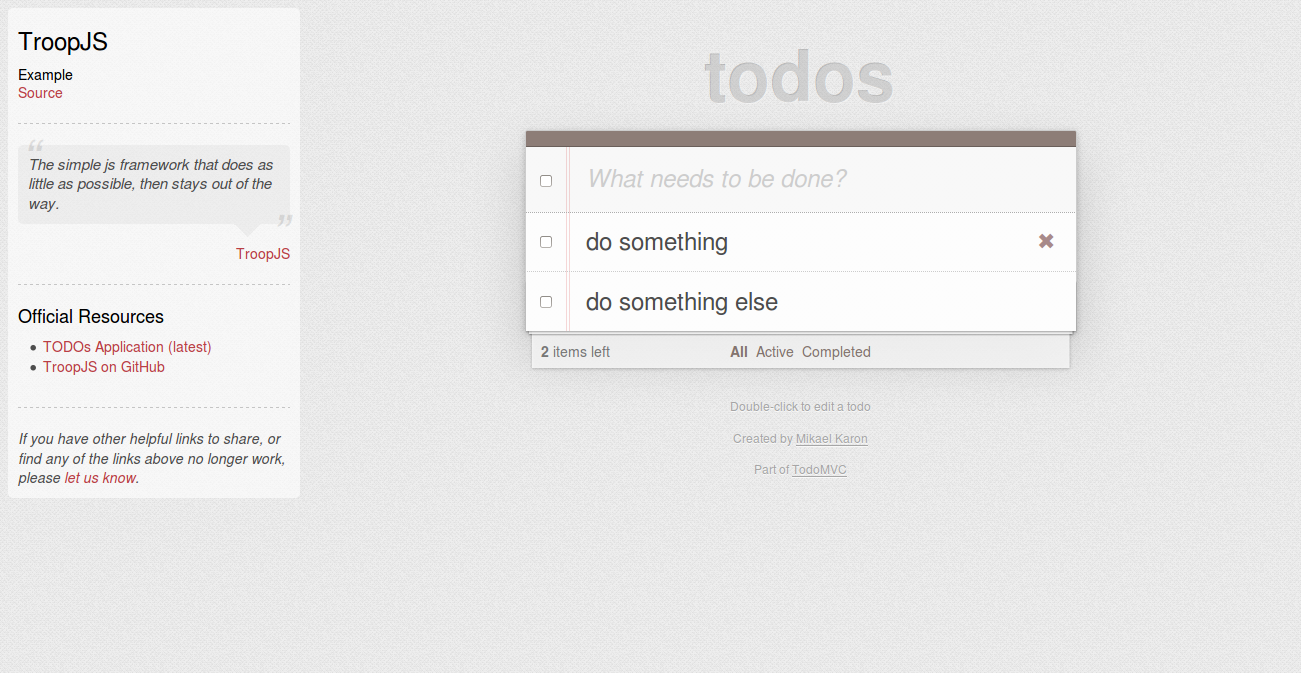 TroopJS
Example
Source
“
The simple js framework that does as
little as possible, then stays out of the
way.
”
TroopJS
Official Resources
• TODOs Application (latest)
• TroopJS on GitHub
If you have other helpful links to share, or
find any of the links above no longer work,
please let us know.
todos
What needs to be done?
do something ✖
do something else
2 items left All Active Completed
Double-click to edit a todo
Created by Mikael Karon
Part of TodoMVC